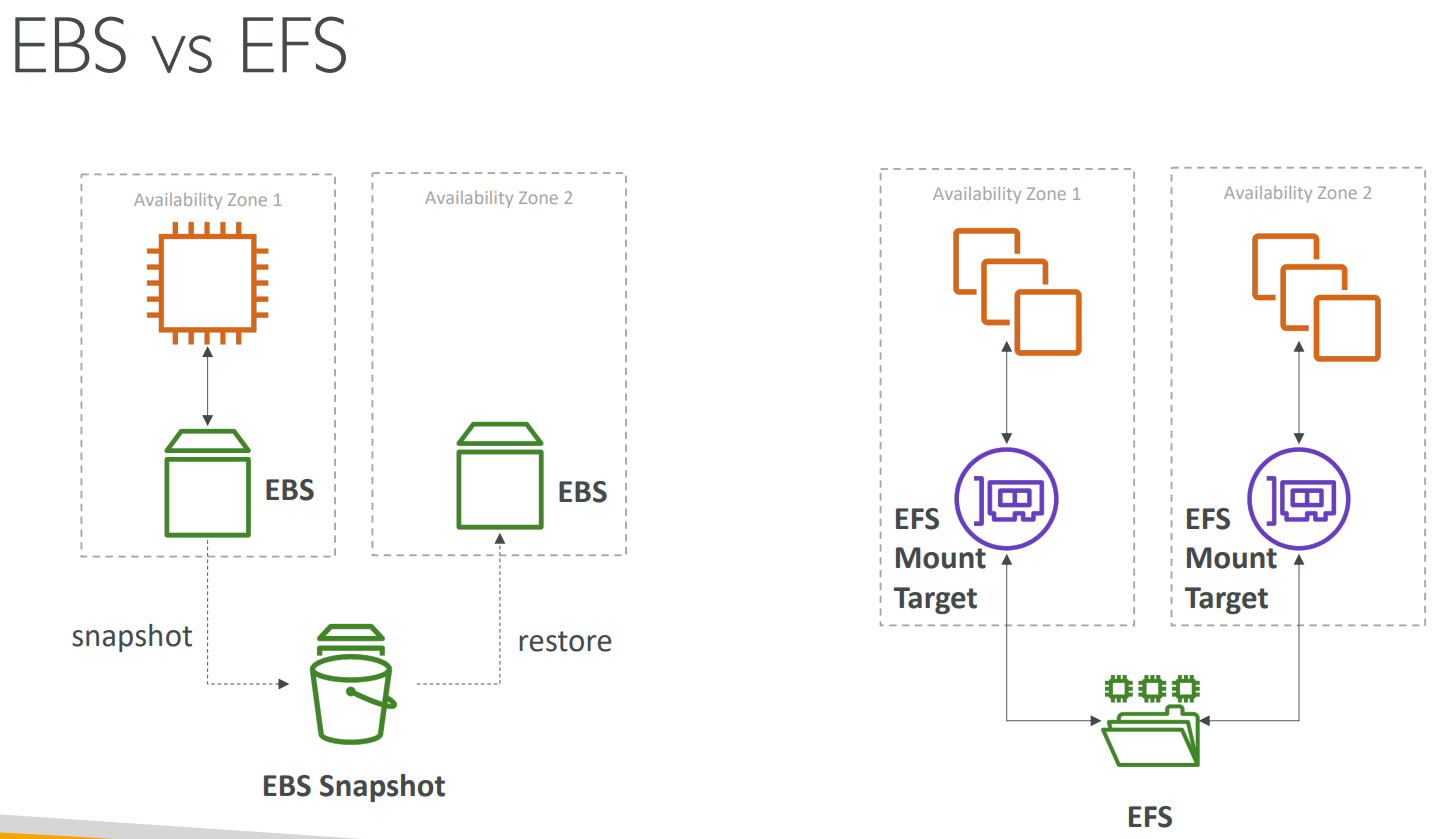 EBS vs EFS
Availability Zone 1
Availability Zone 2
EBS
EBS
snapshot
restore
EBS Snapshot
Availability Zone 1
Availability Zone 2
EFS
Mount
Target
EFS
Mount
Target
EFS